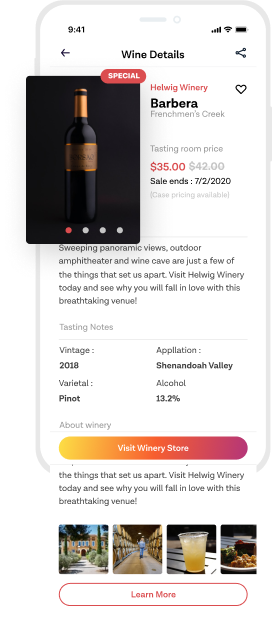 9:41
Wine Details
SPECIAL
Helwig Winery
Barbera
Frenchmen's Creek
Tasting room price
$35.00 $42.00
Sale ends : 7/2/2020
(Case pricing available)
Sweeping panoramic views, outdoor
amphitheater and wine cave are just a few of
the things that set us apart. Visit Helwig Winery
today and see why you will fall in love with this
breathtaking venue!
Tasting Notes
Vintage :
Appllation :
2018
Shenandoah Valley
Varietal :
Alcohol
Pinot
13.2%
About winery
Visit Winery Store
the things that set us apart. Visit Helwig Winery
today and see why you will fall in love with this
breathtaking venue!
Learn More